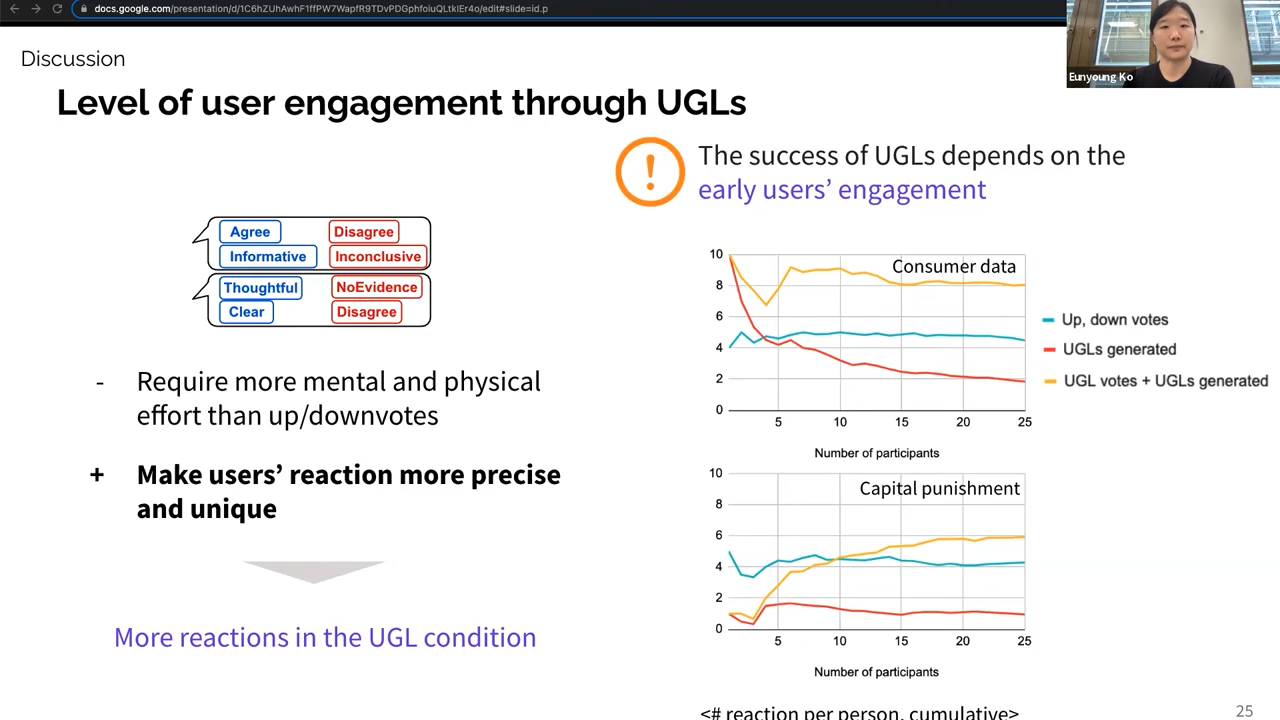 docs.google.com/presentation/d/1C6hZUhAwhF1ffPW7WapfR9TDvPDGphfoiuQLtkIEr4o/edit#slide=id.p
Eunyoung Ko
Discussion
Level of user engagement through UGLs
Agree Disagree
Informative Inconclusive
Thoughtful NoEvidence
Clear Disagree
- Require more mental and physical
effort than up/downvotes
+ Make users’ reaction more precise
and unique
More reactions in the UGL condition
!
The success of UGLs depends on the
early users’ engagement
Consumer data
10
8
6
4
2
0
5 10 15 20 25
Number of participants
Up, down votes
UGLs generated
UGL votes + UGLs generated
Capital punishment
10
8
6
4
2
0
5 10 15 20 25
Number of participants
<# reaction per person, cumulative>
25